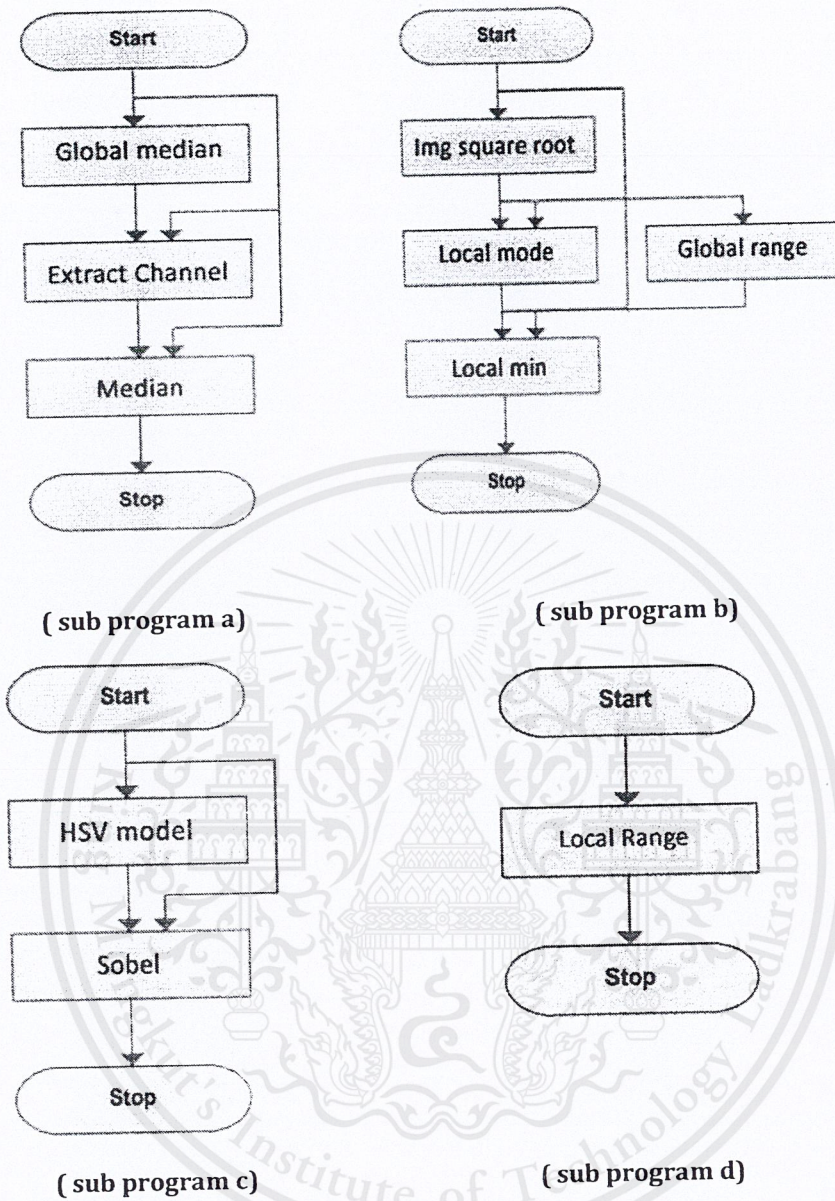 Start
Global median
Extract Channel
Median
Stop
( sub program a)
Start
Img square root
Local mode
Global range
Local min
Stop
( sub program b)
Start
HSV model
Sobel
Stop
( sub program c)
Start
Local Range
Stop
( sub program d)
King Mongkut's Institute of Technology Ladkrabang